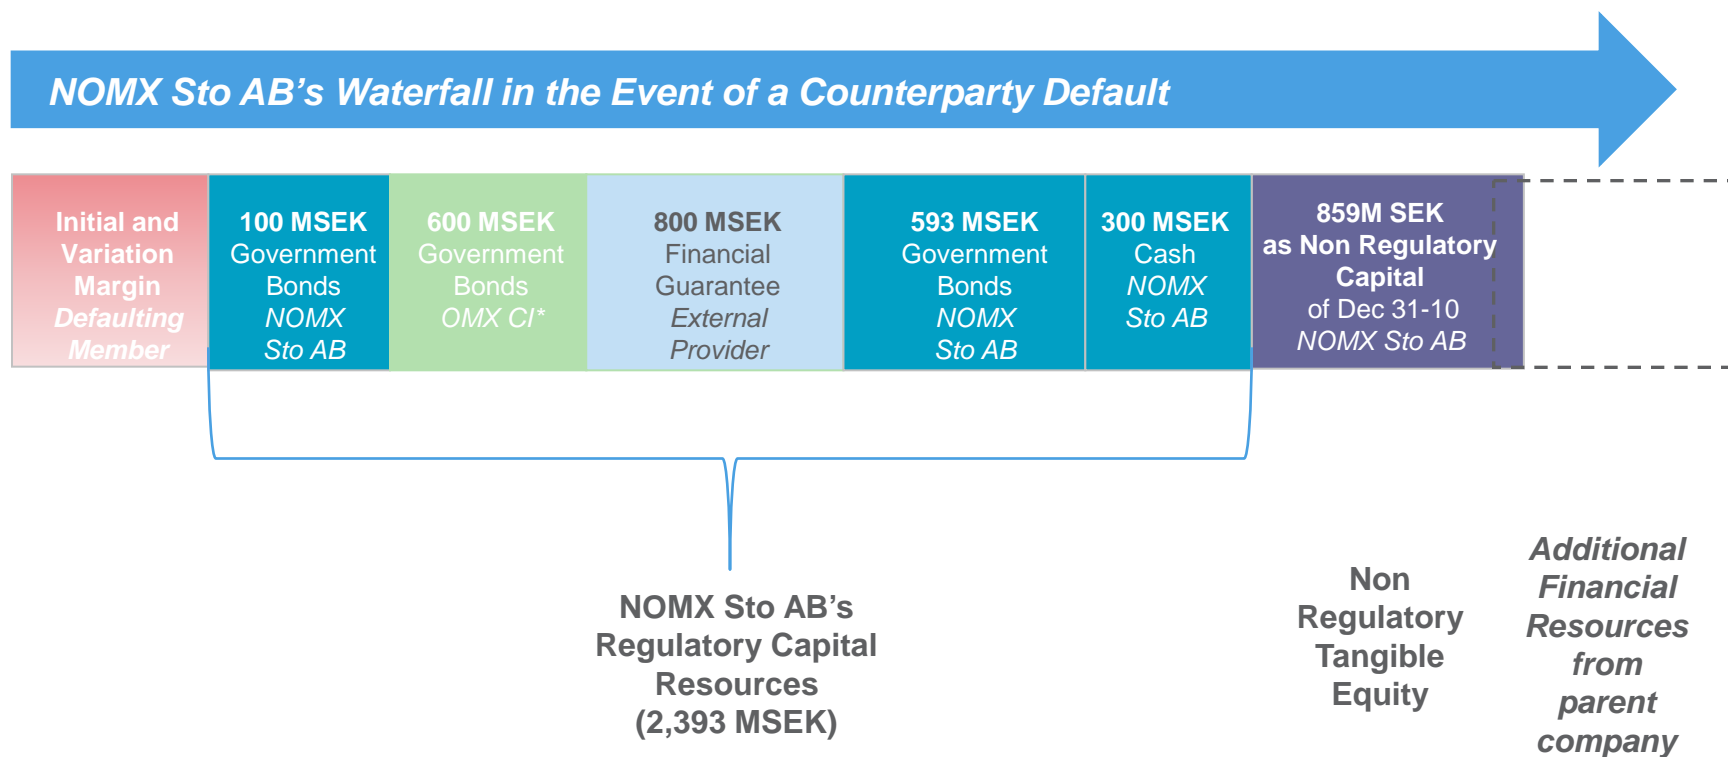 NOMX Sto AB’s Waterfall in the Event of a Counterparty Default
Initial and
Variation
Margin
Defaulting
Member
100 MSEK
Government
Bonds
NOMX
Sto AB
600 MSEK
Government
Bonds
OMX CI*
800 MSEK
Financial
Guarantee
External
Provider
593 MSEK
Government
Bonds
NOMX
Sto AB
300 MSEK
Cash
NOMX
Sto AB
859M SEK
as Non Regulatory
Capital
of Dec 31-10
NOMX Sto AB
NOMX Sto AB’s
Regulatory Capital
Resources
(2,393 MSEK)
Non
Regulatory
Tangible
Equity
Additional
Financial
Resources
from
parent
company